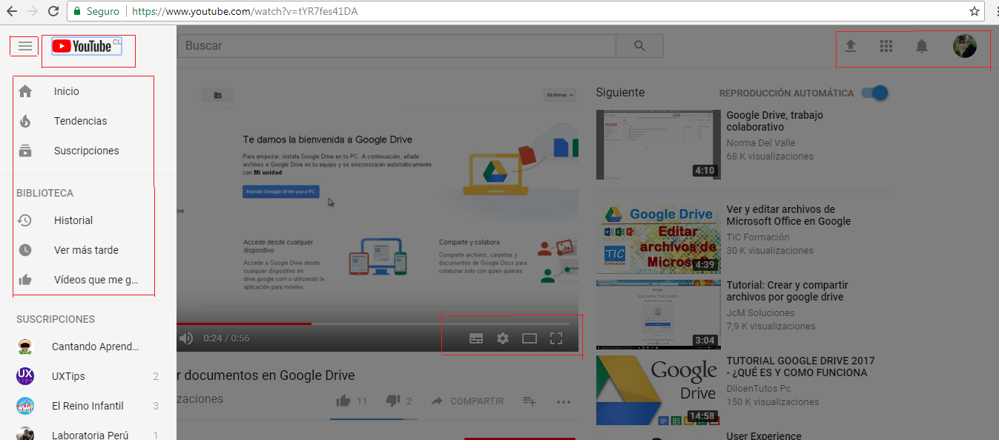 Seguro
https://www.youtube.com/watch?v=tYR7fes41DA
YouTube CL
Buscar
Inicio
Tendencias
Suscripciones
BIBLIOTECA
Historial
Ver más tarde
Vídeos que me g...
SUSCRIPCIONES
Cantando Aprend...
UX
Tips
UXTips 2
El Reino Infantil 3
Laboratoria Perú 1
Ordenar
Te damos la bienvenida a Google Drive
Para empezar, instala Google Drive en tu PC. A continuación, añade
archivos a Google Drive en tu equipo y se sincronizarán automáticamente
con Mi unidad
Instala Google Drive para PC
Accede desde cualquier
dispositivo
Accede a Google Drive desde
cualquier dispositivo en
drive.google.com o utilizando la
aplicación para móviles.
Comparte y colabora
Comparte archivos, carpetas y
documentos de Google Docs para
colaborar solo con quien quieras.
0:24 / 0:56
r documentos en Google Drive
zaciones
11
2
COMPARTIR
Siguiente
REPRODUCCIÓN AUTOMÁTICA
4:10
Google Drive, trabajo
colaborativo
Norma Del Valle
68 K visualizaciones
Google Drive
Editar
archivos de
Microso
TIC
Formación
4:39
Ver y editar archivos de
Microsoft Office en Google
TIC Formación
30 K visualizaciones
Google
3:04
Tutorial: Crear y compartir
archivos por google drive
JcM Soluciones
7,9 K visualizaciones
Google
Drive
14:58
TUTORIAL GOOGLE DRIVE 2017
- ¿QUÉ ES Y COMO FUNCIONA
DiloenTutos Pc
150 K visualizaciones
User Experience